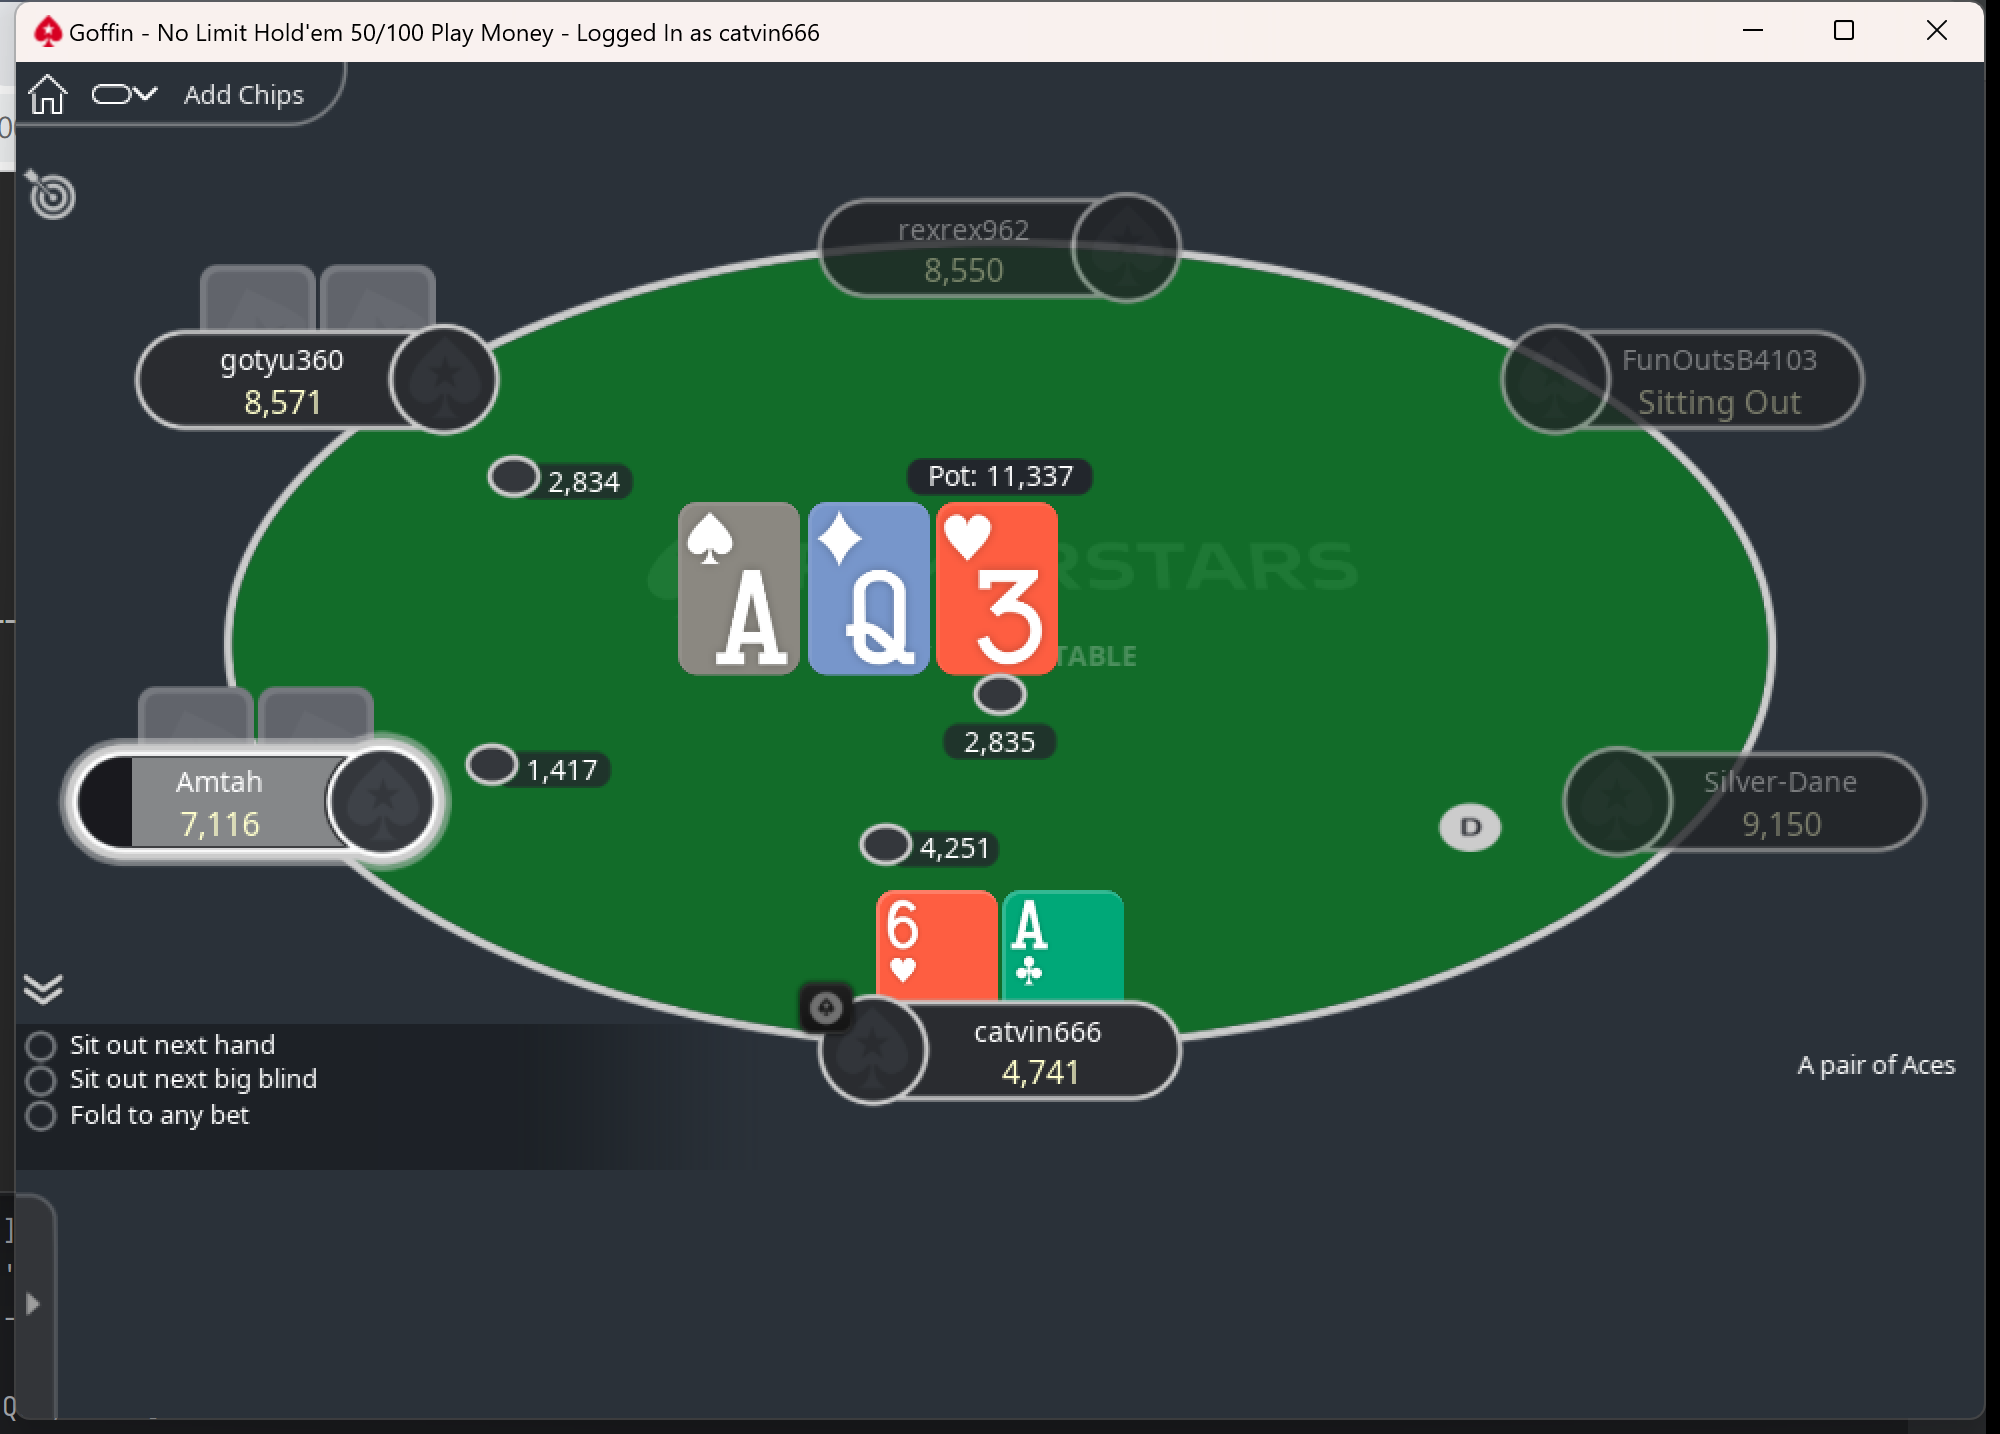 Goffin - No Limit Hold'em 50/100 Play Money - Logged In as catvin666
Add Chips
rexrex962
8,550
gotyu360
8,571
FunOutsB4103
Sitting Out
2,834
Pot: 11,337
A
Q
3
RSTARS
TABLE
2,835
Amtah
7,116
1,417
Silver-Dane
9,150
D
4,251
6
A
catvin666
4,741
Sit out next hand
Sit out next big blind
Fold to any bet
A pair of Aces